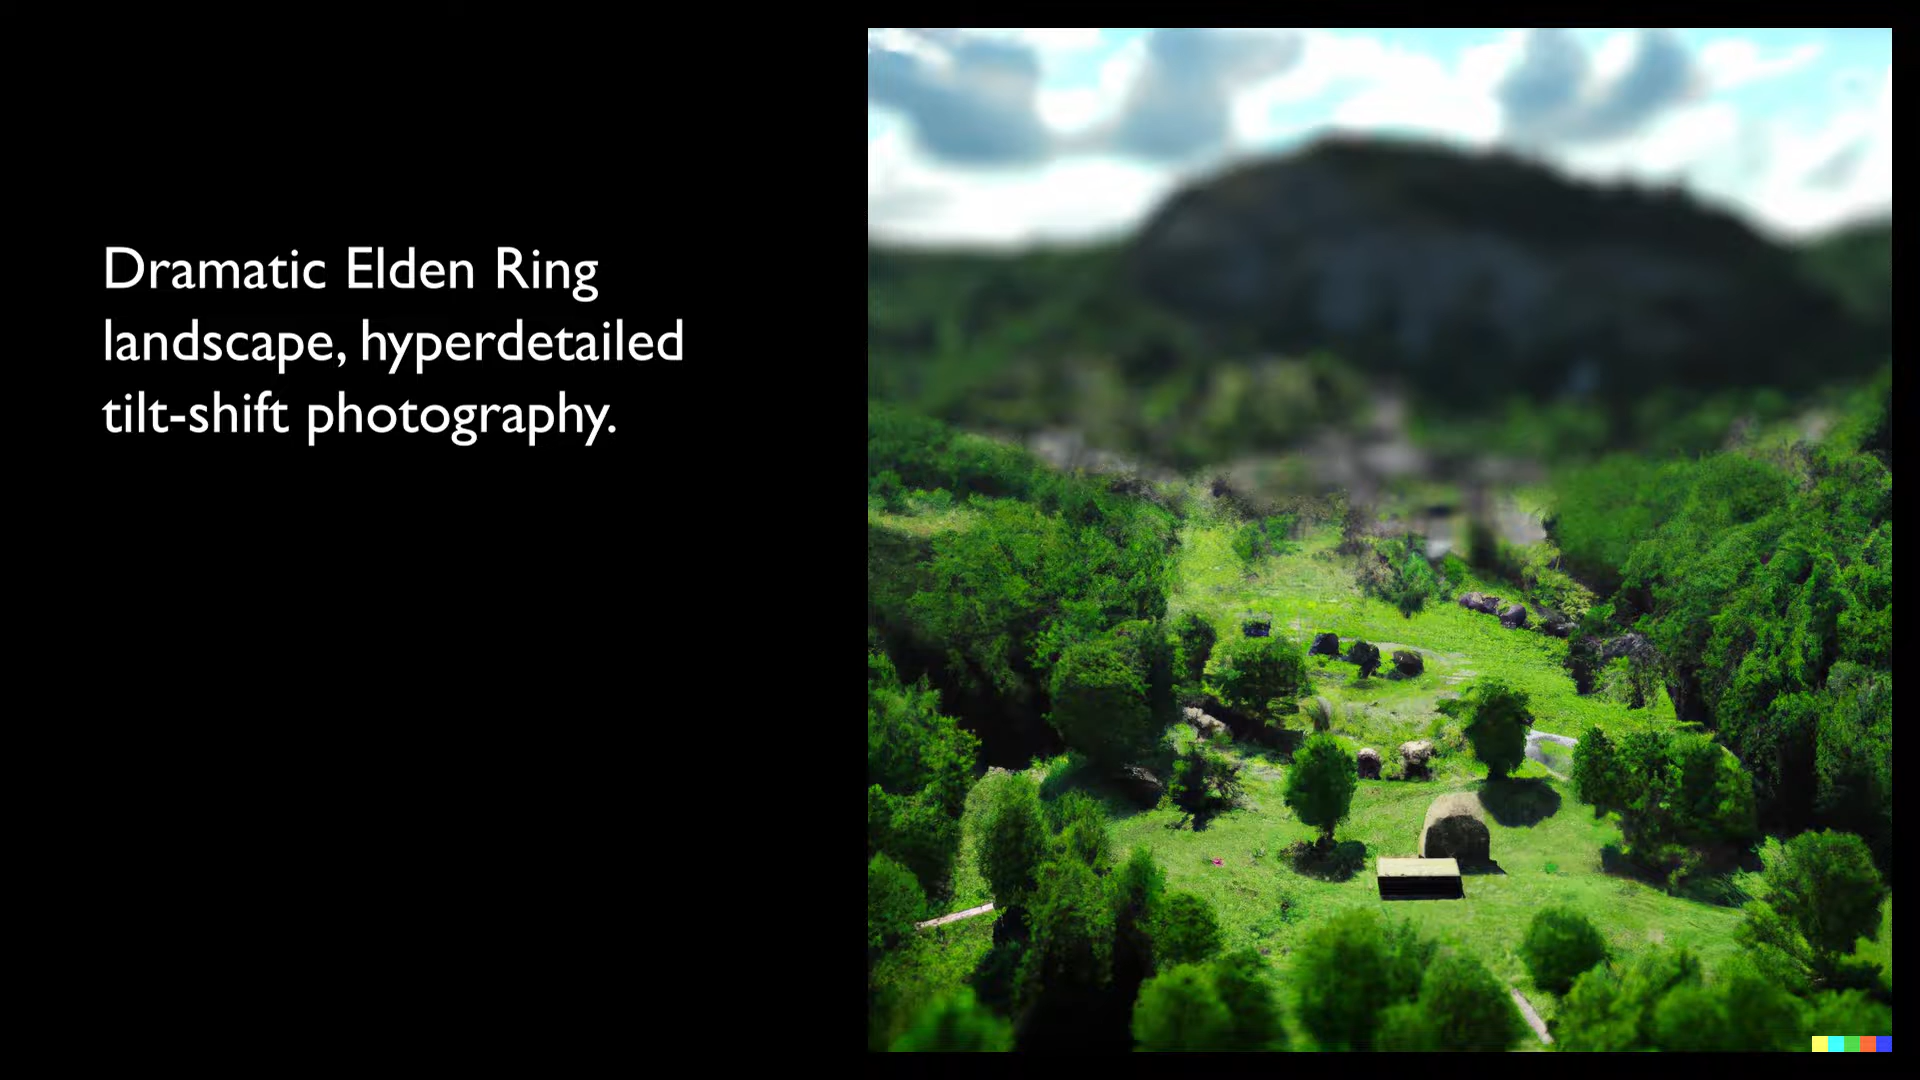 Dramatic Elden Ring
landscape, hyperdetailed
tilt-shift photography.